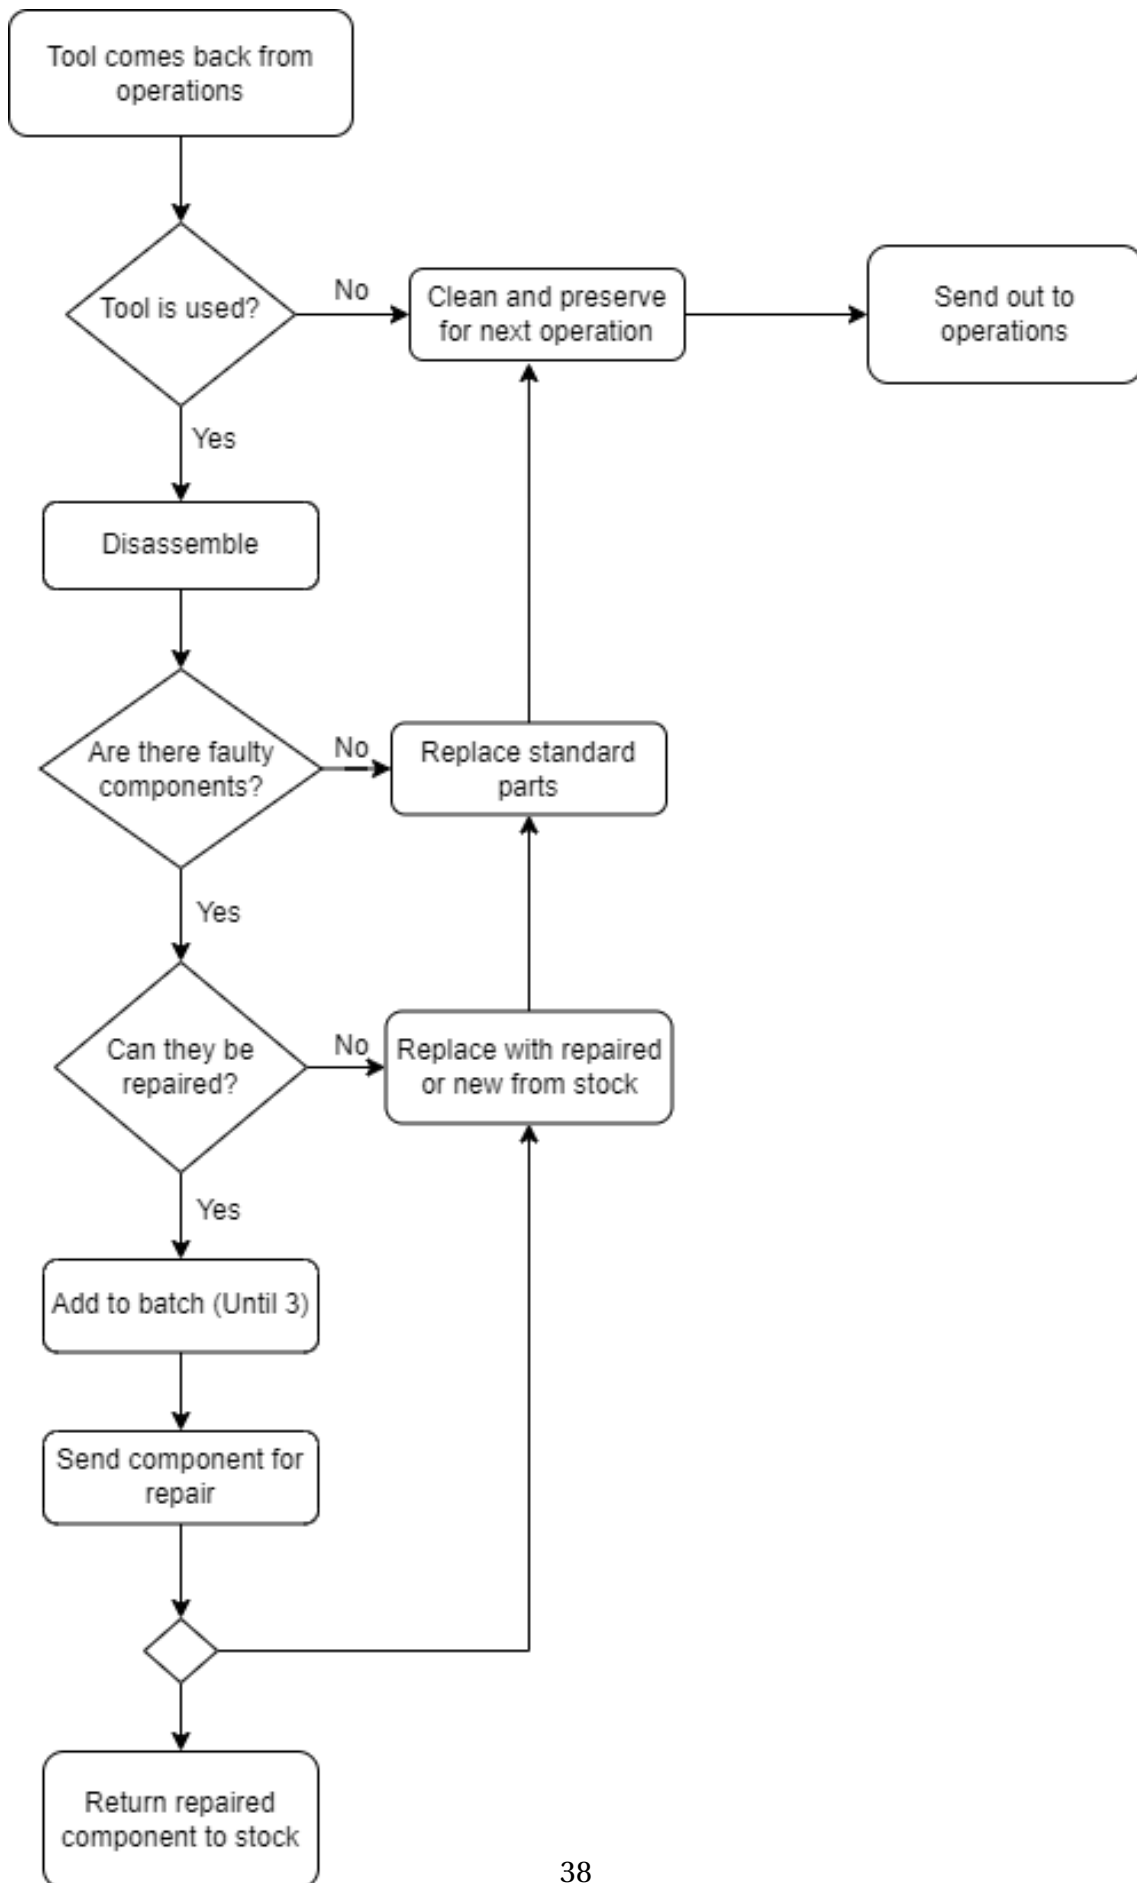 Tool comes back from
operations
Tool is used?
No
Clean and preserve
for next operation
Send out to
operations
Yes
Disassemble
Are there faulty
components?
No
Replace standard
parts
Yes
Can they be
repaired?
No
Replace with repaired
or new from stock
Yes
Add to batch (Until 3)
Send component for
repair
Return repaired
component to stock
38